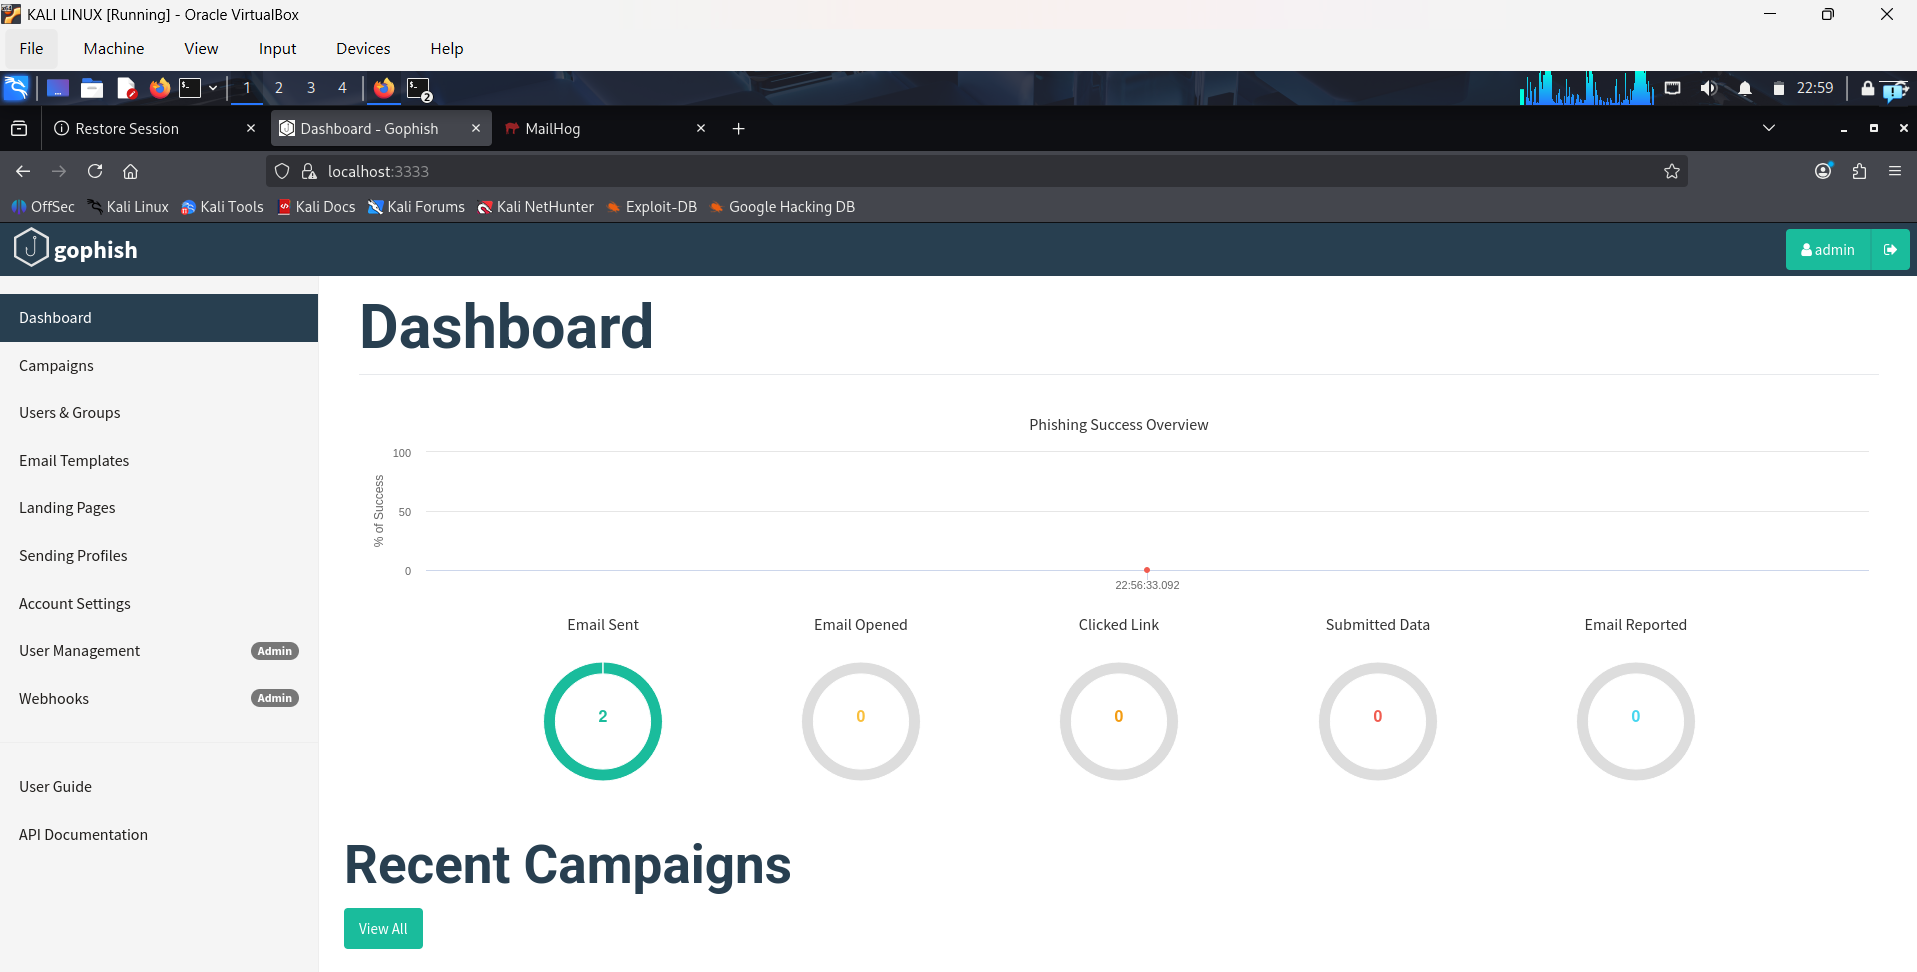 KALI LINUX [Running] - Oracle VirtualBox
File Machine View Input Devices Help
1 2 3 4 2 22:59
Restore Session Dashboard - Gophish MailHog
localhost:3333
OffSec Kali Linux Kali Tools Kali Docs Kali Forums Kali NetHunter Exploit-DB Google Hacking DB
gophish admin
Dashboard
Campaigns
Users & Groups
Email Templates
Landing Pages
Sending Profiles
Account Settings
User Management Admin
Webhooks Admin
User Guide
API Documentation
Dashboard
Phishing Success Overview
% of Success
100
50
0
22:56:33.092
Email Sent Email Opened Clicked Link Submitted Data Email Reported
2 0 0 0 0
Recent Campaigns
View All